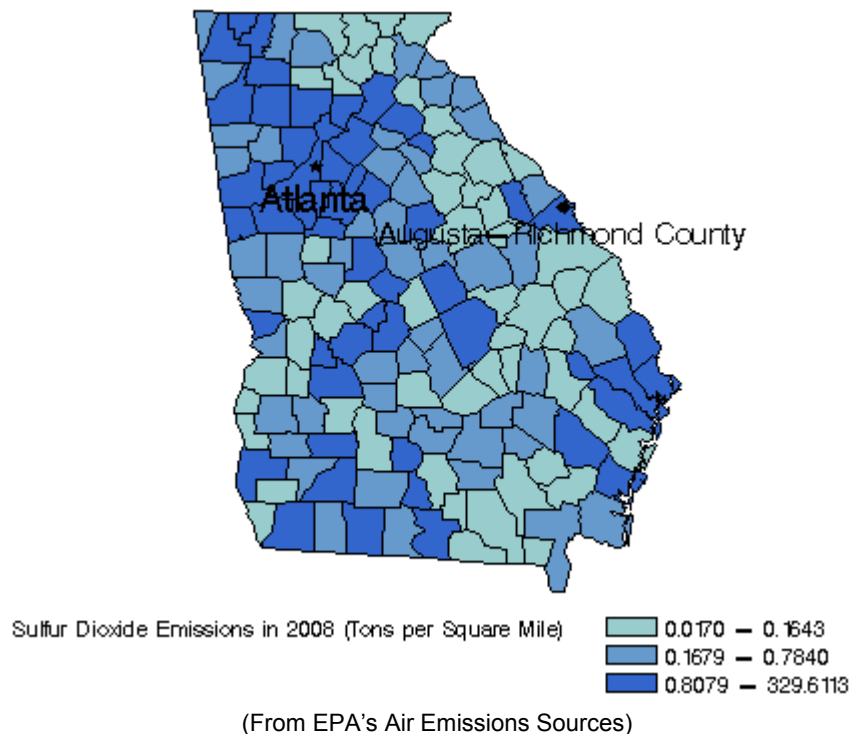 Atlanta
Augusta-Richmond County
Sulfur Dioxide Emissions in 2008 (Tons per Square Mile)
0.0170 – 0.1643
0.1679 – 0.7840
0.8079 – 329.6113
(From EPA's Air Emissions Sources)